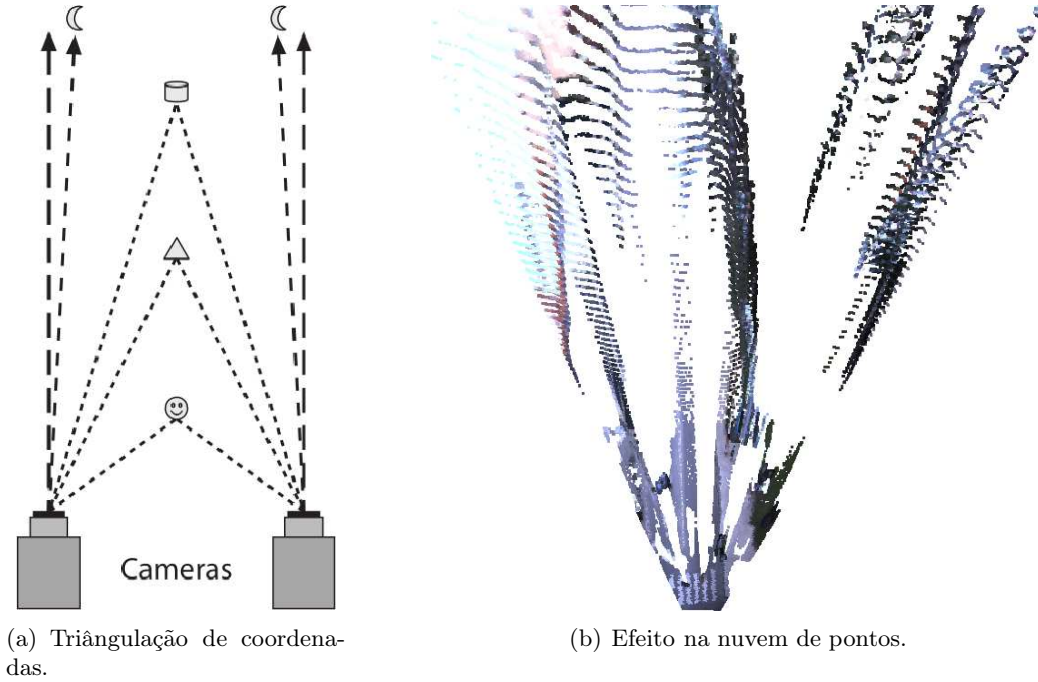 Cameras
(a) Triângulação de coordena-
das.
(b) Efeito na nuvem de pontos.